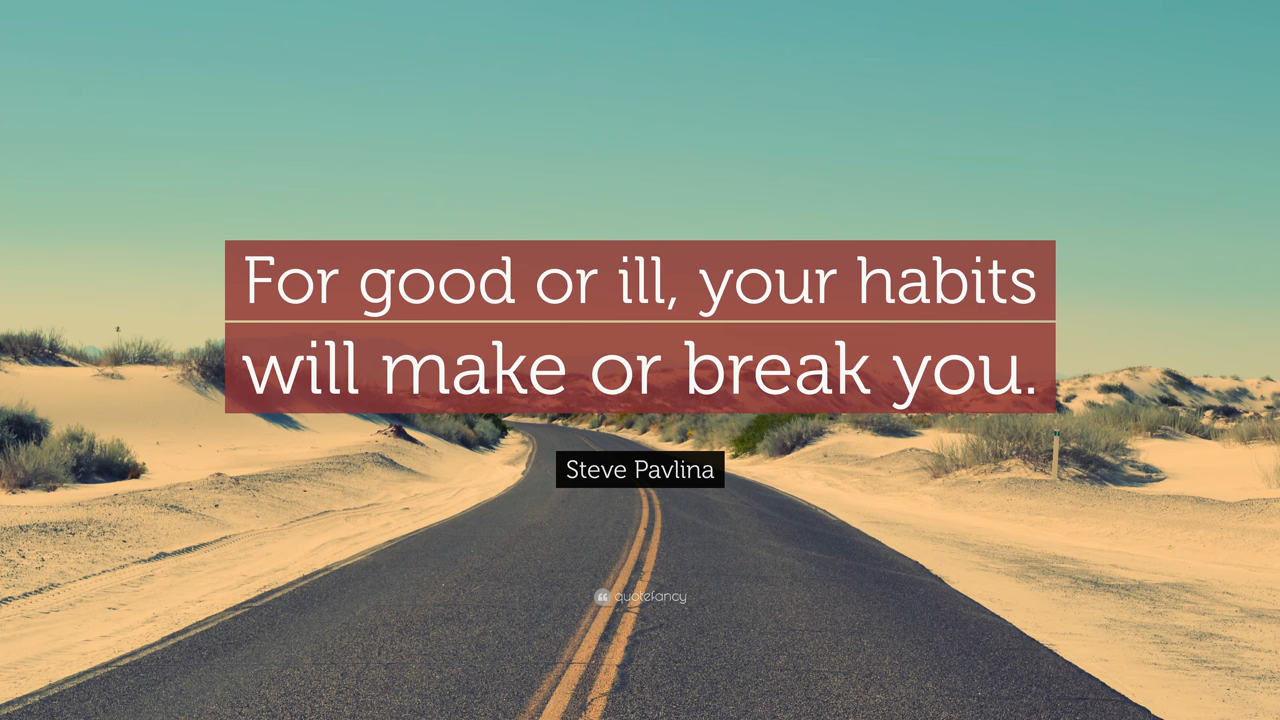 For good or ill, your habits
will make or break you.
Steve Pavlina
quotefancy